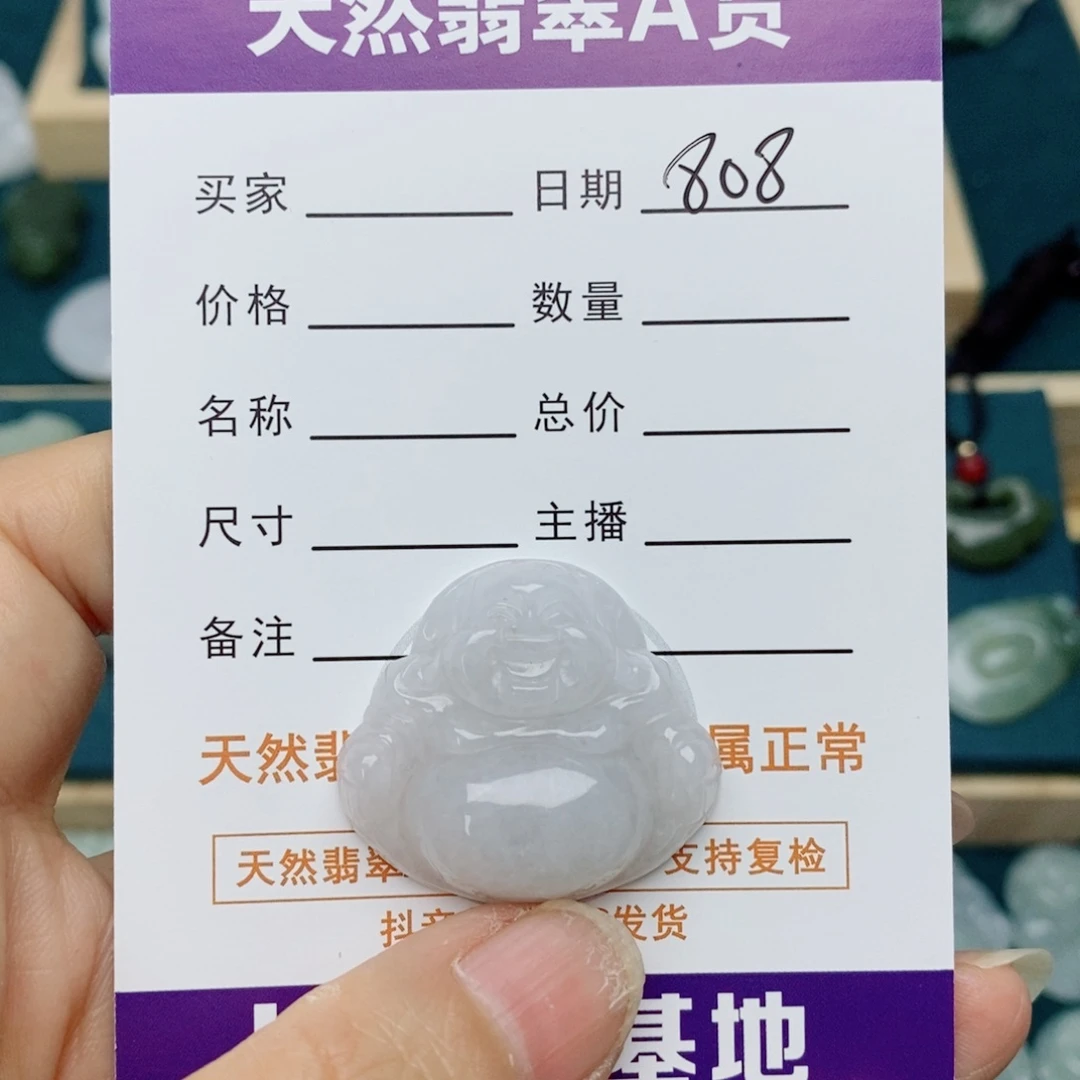 天然翡翠A货
买家 日期 808
价格 数量
名称 总价
尺寸 主播
备注
天然翡 属正常
天然翡翠 支持复检
抖音 发货
基地